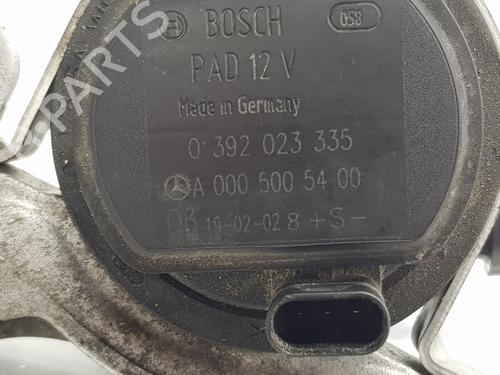 BOSCH
058
PAD 12 V
Made in Germany
0 392 023 335
A 000 500 54 00
03 19-02-02 8 +S-
PARTS